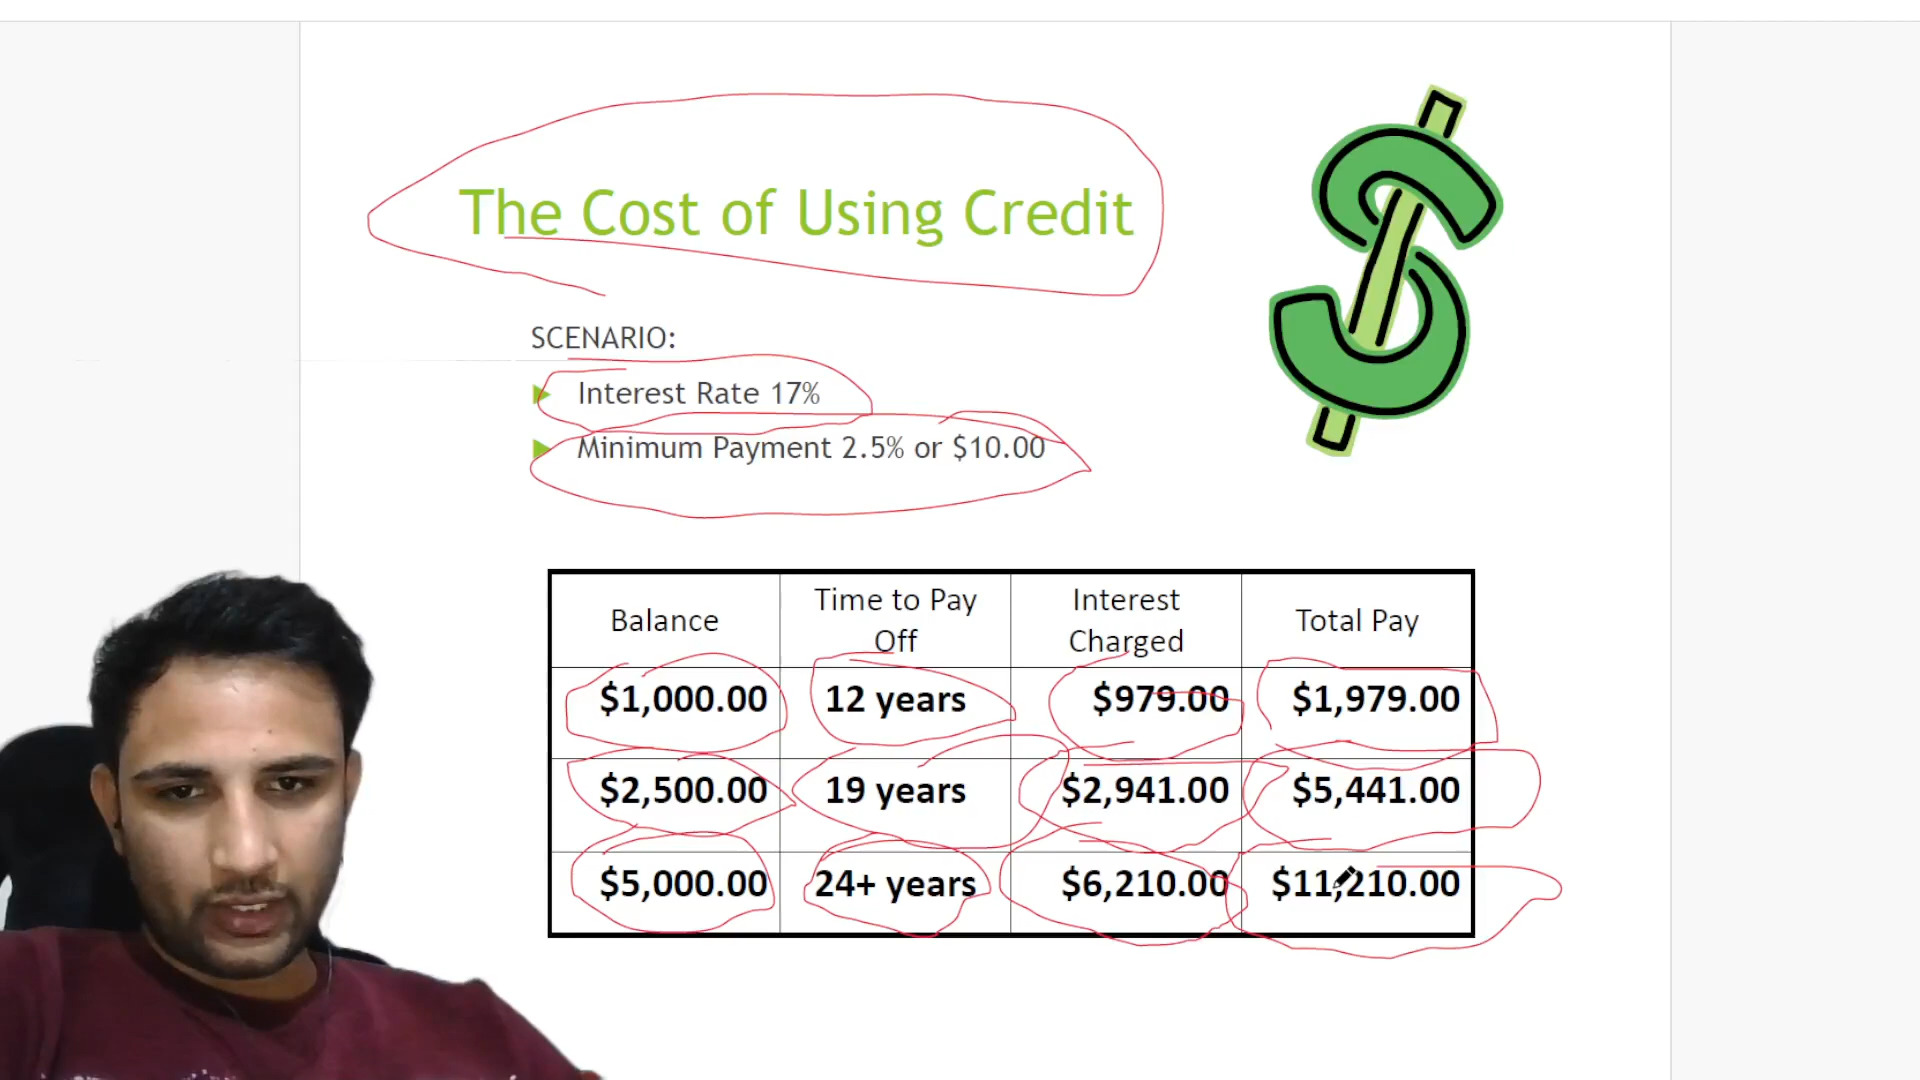 The Cost of Using Credit
SCENARIO:
Interest Rate 17%
Minimum Payment 2.5% or $10.00
Balance
Time to Pay
Off
Interest
Charged
Total Pay
$1,000.00
12 years
$979.00
$1,979.00
$2,500.00
19 years
$2,941.00
$5,441.00
$5,000.00
24+ years
$6,210.00
$11,210.00